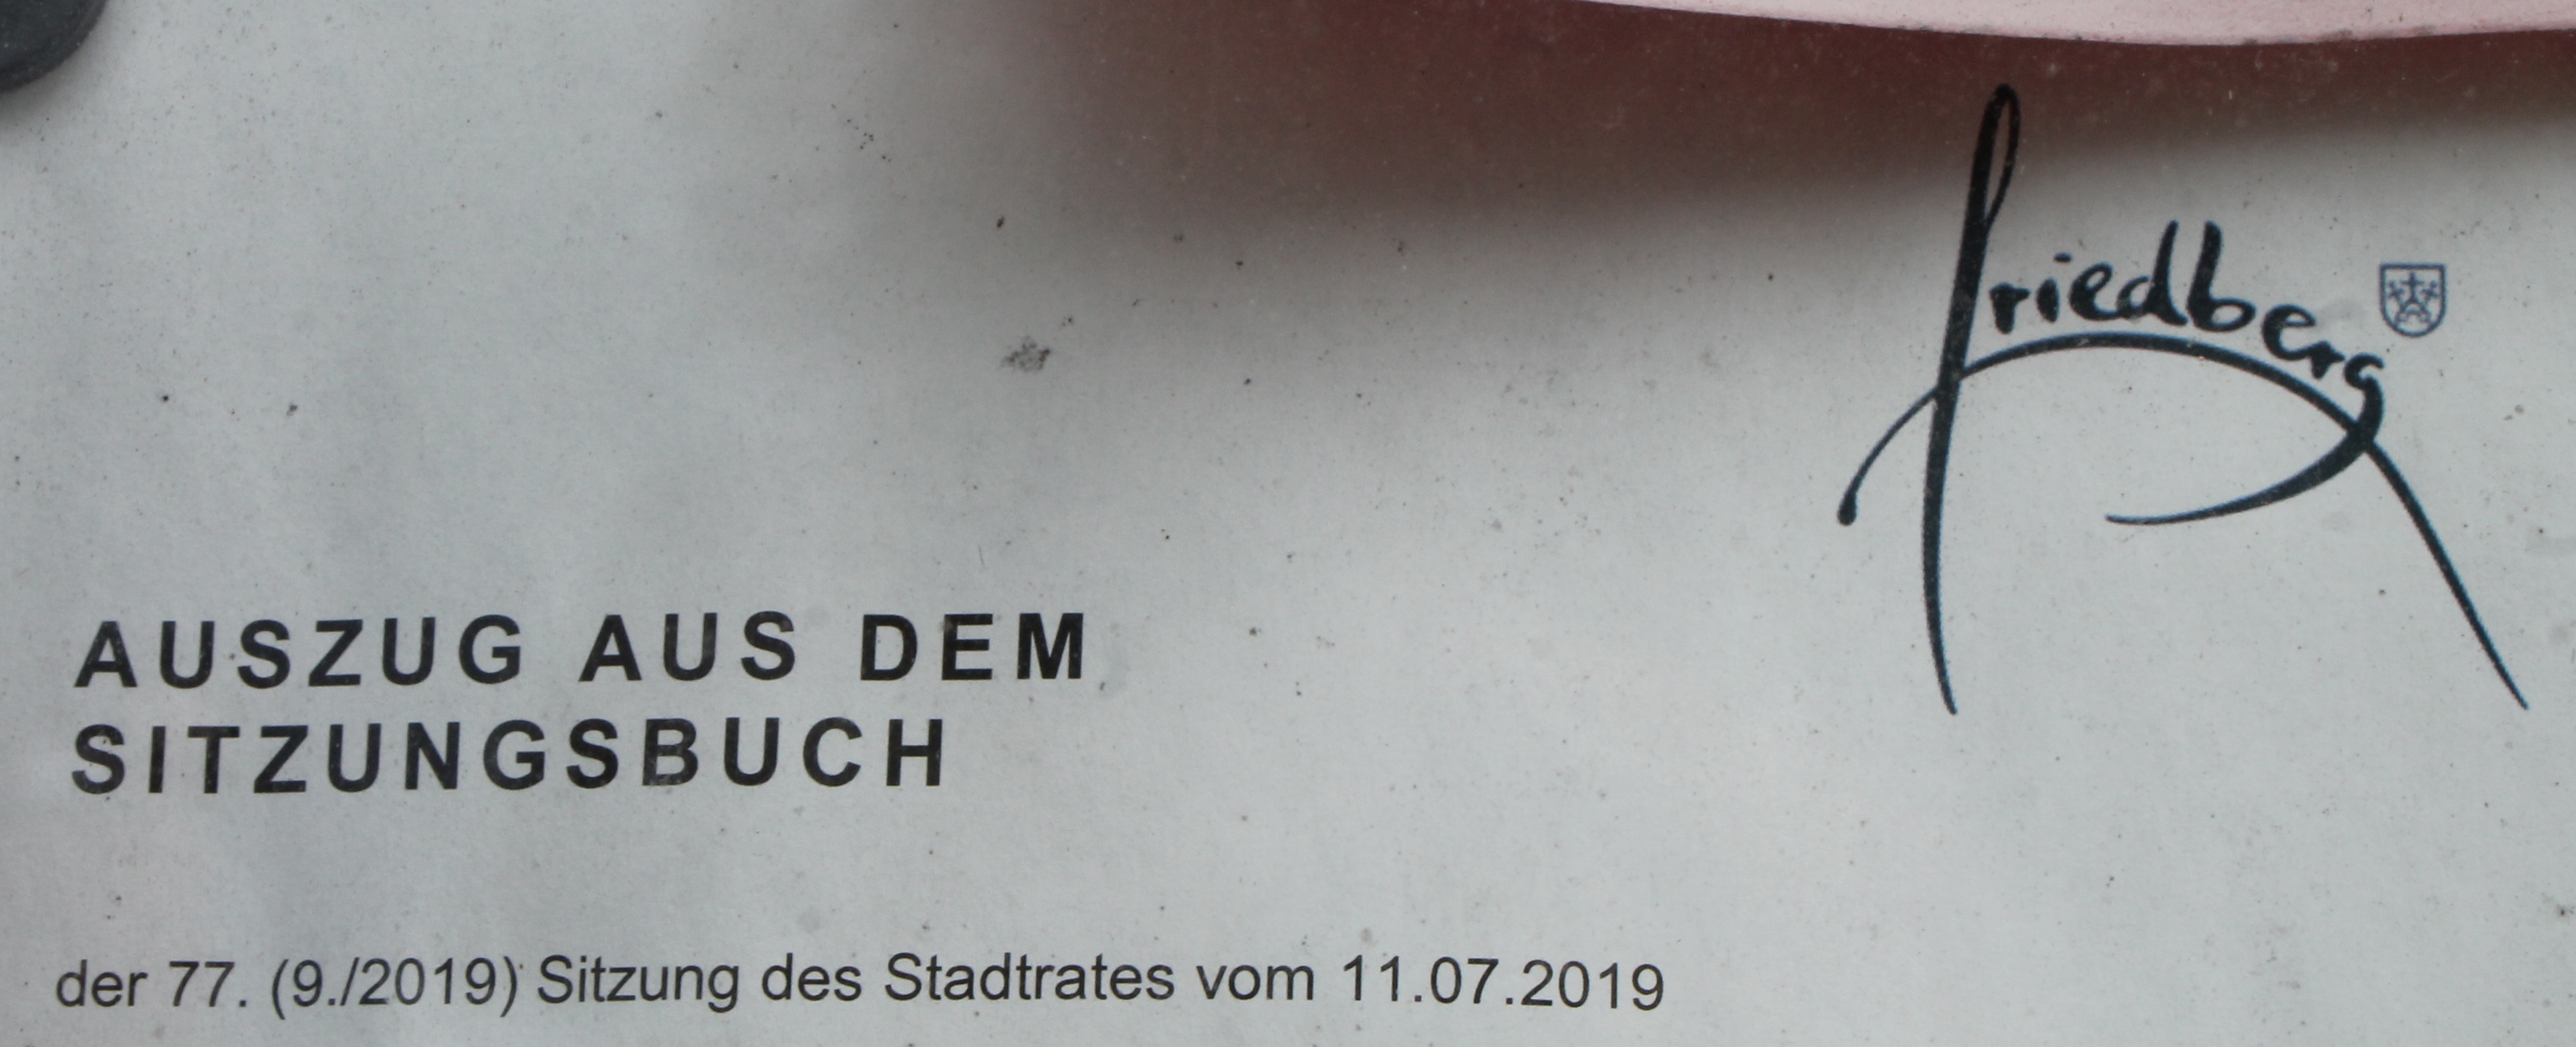 friedberg
AUSZUG AUS DEM
SITZUNGSBUCH
der 77. (9./2019) Sitzung des Stadtrates vom 11.07.2019